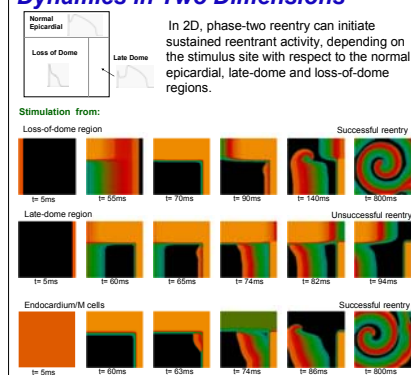 Dynamics in Two Dimensions
Normal
Epicardial
Loss of Dome
Late Dome
In 2D, phase-two reentry can initiate
sustained reentrant activity, depending on
the stimulus site with respect to the normal
epicardial, late-dome and loss-of-dome
regions.
Stimulation from:
Loss-of-dome region
Successful reentry
t= 5ms
t= 55ms
t= 70ms
t= 90ms
t= 140ms
t= 800ms
Late-dome region
Unsuccessful reentry
t= 5ms
t= 60ms
t= 65ms
t= 74ms
t= 82ms
t= 94ms
Endocardium/M cells
Successful reentry
t= 5ms
t= 60ms
t= 63ms
t= 74ms
t= 86ms
t= 800ms